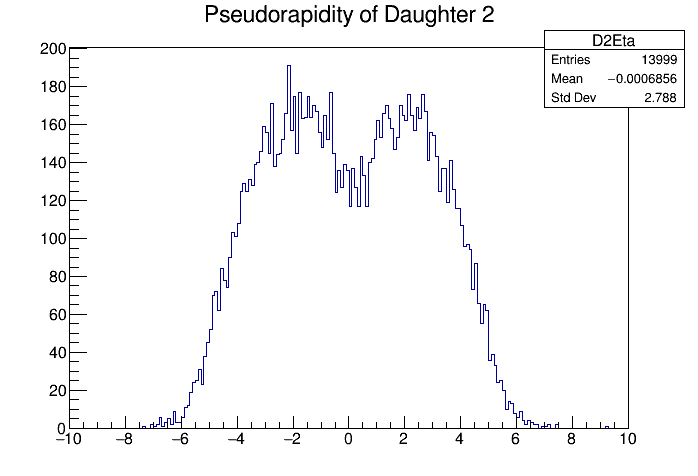 Pseudorapidity of Daughter 2
D2Eta
Entries 13999
Mean −0.0006856
Std Dev 2.788
200
180
160
140
120
100
80
60
40
20
0
−10 −8 −6 −4 −2 0 2 4 6 8 10